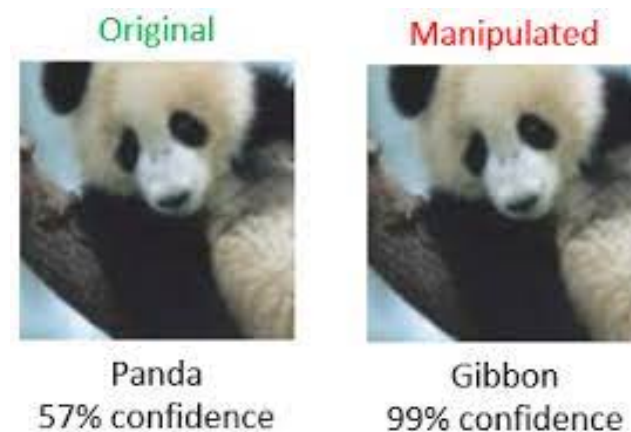 Original
Manipulated
Panda
57% confidence
Gibbon
99% confidence